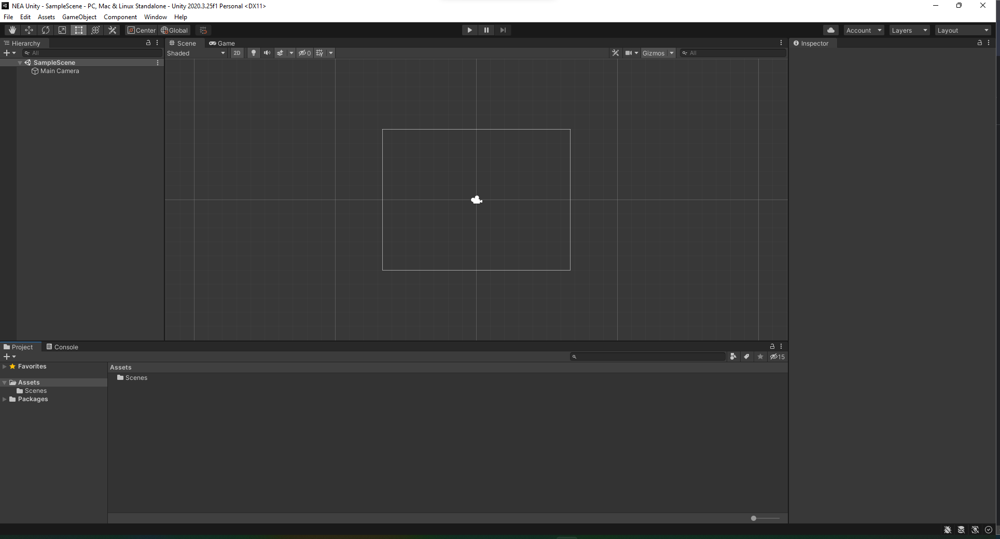 NEA Unity - SampleScene - PC, Mac & Linux Standalone - Unity 2020.3.25f1 Personal <DX11>
File Edit Assets GameObject Component Window Help
Center Global Account Layers Layout
Hierarchy Scene Game Inspector
All Shaded 2D 0 Gizmos All
SampleScene
Main Camera
Project Console
15
Favorites Assets
Scenes
Assets
Scenes
Packages